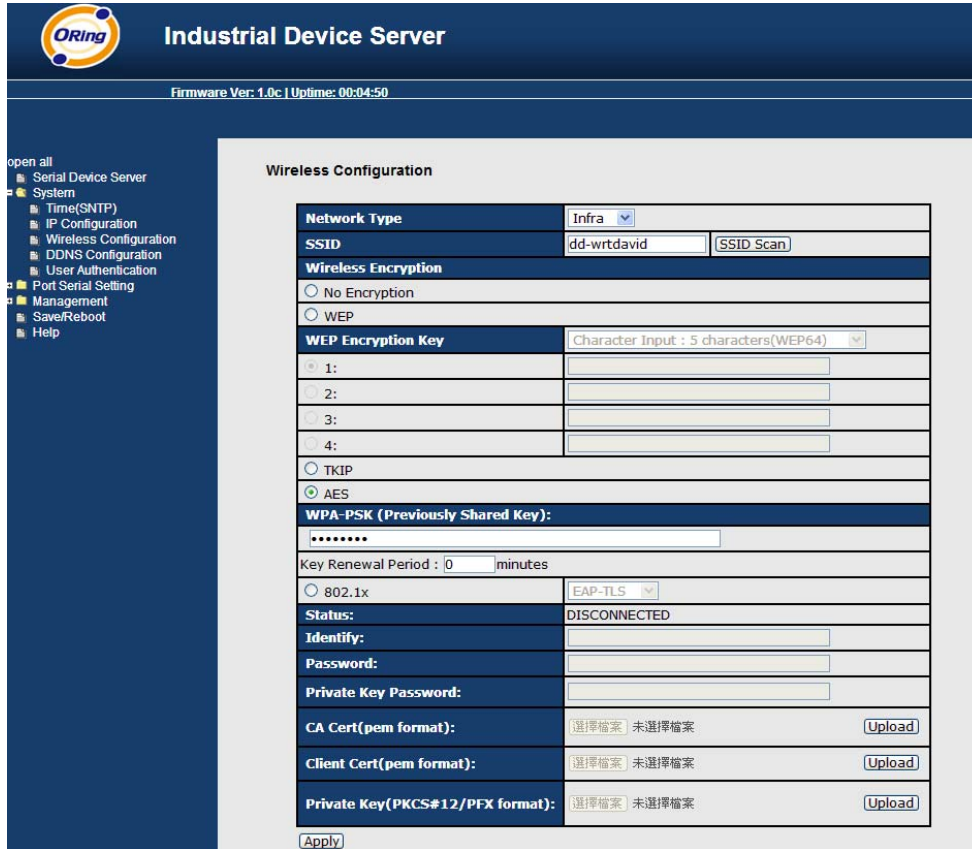 ORing
Industrial Device Server
Firmware Ver: 1.0c | Uptime: 00:04:50
open all
Serial Device Server
System
Time(SNTP)
IP Configuration
Wireless Configuration
DDNS Configuration
User Authentication
Port Serial Setting
Management
Save/Reboot
Help
Wireless Configuration
Network Type Infra
SSID dd-wrtdavid SSID Scan
Wireless Encryption
No Encryption
WEP
WEP Encryption Key Character Input : 5 characters(WEP64)
1:
2:
3:
4:
TKIP
AES
WPA-PSK (Previously Shared Key):
••••••••
Key Renewal Period : 0 minutes
802.1x EAP-TLS
Status: DISCONNECTED
Identify:
Password:
Private Key Password:
CA Cert(pem format): 選擇檔案 未選擇檔案 Upload
Client Cert(pem format): 選擇檔案 未選擇檔案 Upload
Private Key(PKCS#12/PFX format): 選擇檔案 未選擇檔案 Upload
Apply